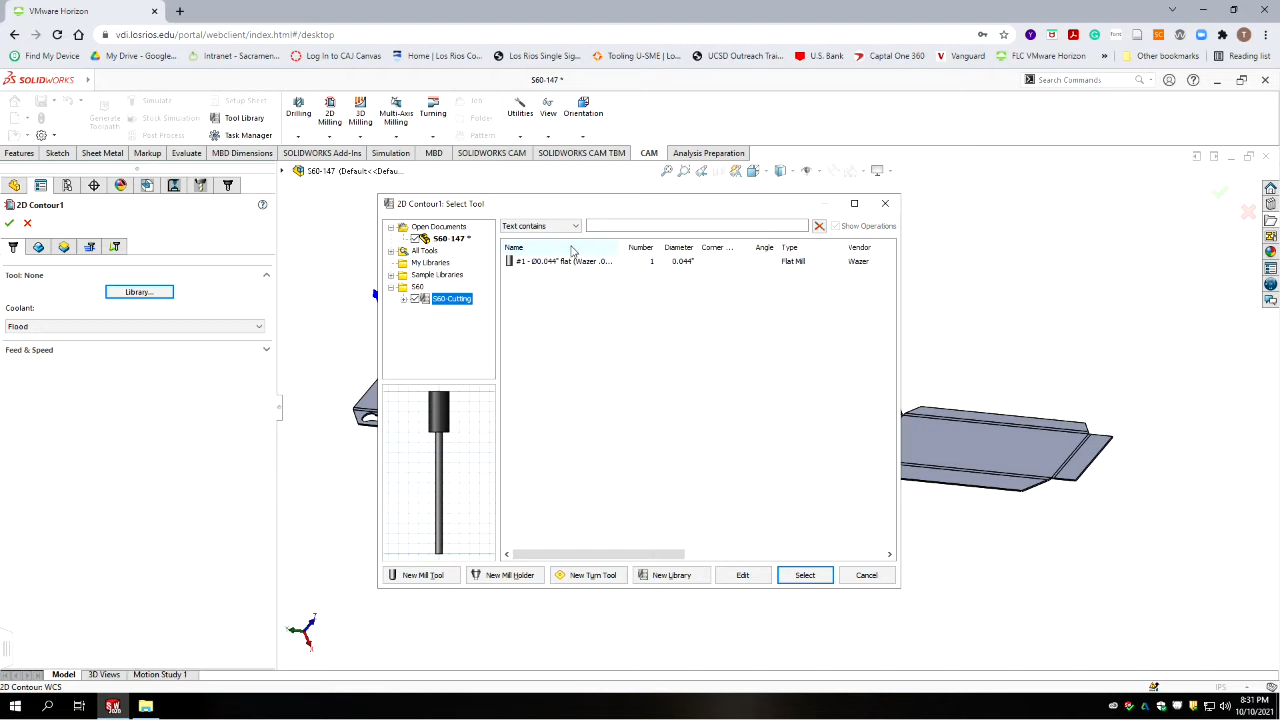 VMware Horizon
vdi.losrios.edu/portal/webclient/index.html#/desktop
Find My Device
My Drive - Goog...
Intranet - Sacramen...
Log In to CAJ Canvas
Home | Los Rios Co...
Los Rios Single Sig...
Tooling U-SME | Lo...
UCSD Outreach Trai...
U.S. Bank
Captal One 360
Vanguard
FLC VMware Horizon
Other bookmarks
SOLIDWORKS
S60-147 *
Search Commands
Generate
Toolpath
Simulate
Post Process
Setup Sheet
Tool Library
Task Manager
Drilling
2D
Milling
3D
Milling
Multi-Axis
Milling
Turning
Job
Folder
Pattern
Utilities
View
Orientation
Features
Sketch
Sheet Metal
Markup
Evaluate
MBD Dimensions
SOLIDWORKS Add-Ins
Simulation
MBD
SOLIDWORKS CAM
SOLIDWORKS CAM TBM
CAM
Analysis Preparation
S60-147 (Default<<Defau...
2D Contour1
Tool: None
Library...
Coolant:
Flood
Feed & Speed
2D Contour1: Select Tool
Open Documents
S60-147 *
All Tools
My Libraries
Sample Libraries
S60
S60-Cutting
Text contains
Show Operations
Name Number Diameter Corner ... Angle Type Vendor
#1 - Ø0.044" flat (Wazer .0... 1 0.044" Flat Mill Wazer
New Mill Tool
New Mill Holder
New Turn Tool
New Library
Edit
Select
Cancel
Model
3D Views
Motion Study 1
2D Contour: WCS
IPS
8:31 PM
10/10/2021